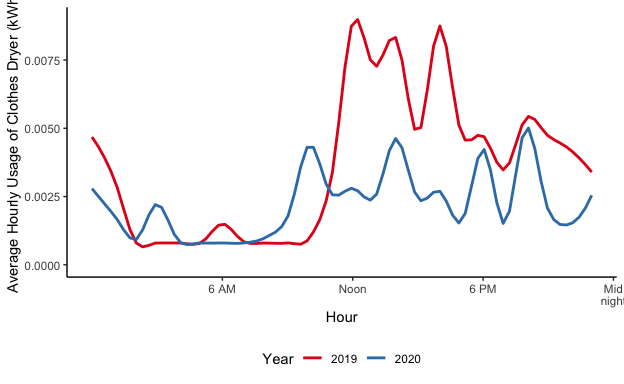 Average Hourly Usage of Clothes Dryer (kWh
0.0075
0.0050
0.0025
0.0000
6 AM
Noon
6 PM
Mid
night
Hour
Year 2019 2020